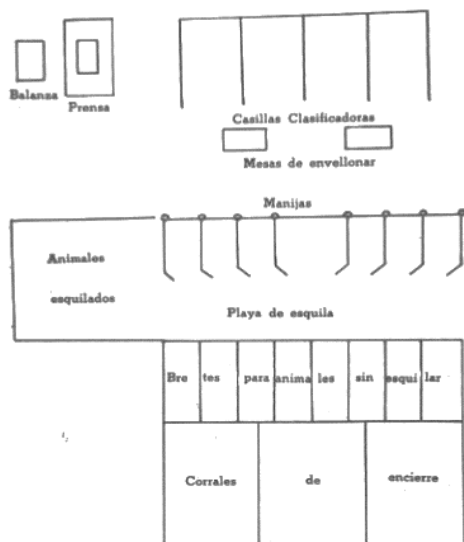 Balanza
Prensa
Casillas Clasificadoras
Mesas de envellonar
Manijas
Animales
esquilados
Playa de esquila
Bre tes para anima les sin esqui lar
Corrales de encierre